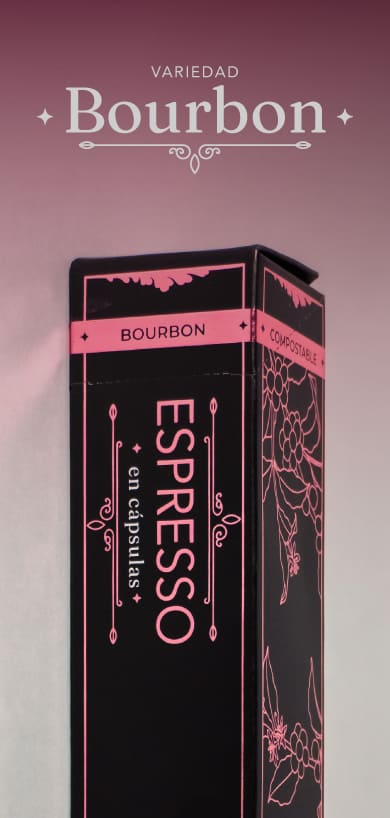 VARIEDAD
Bourbon
BOURBON
COMPOSTABLE
ESPRESSO
en cápsulas